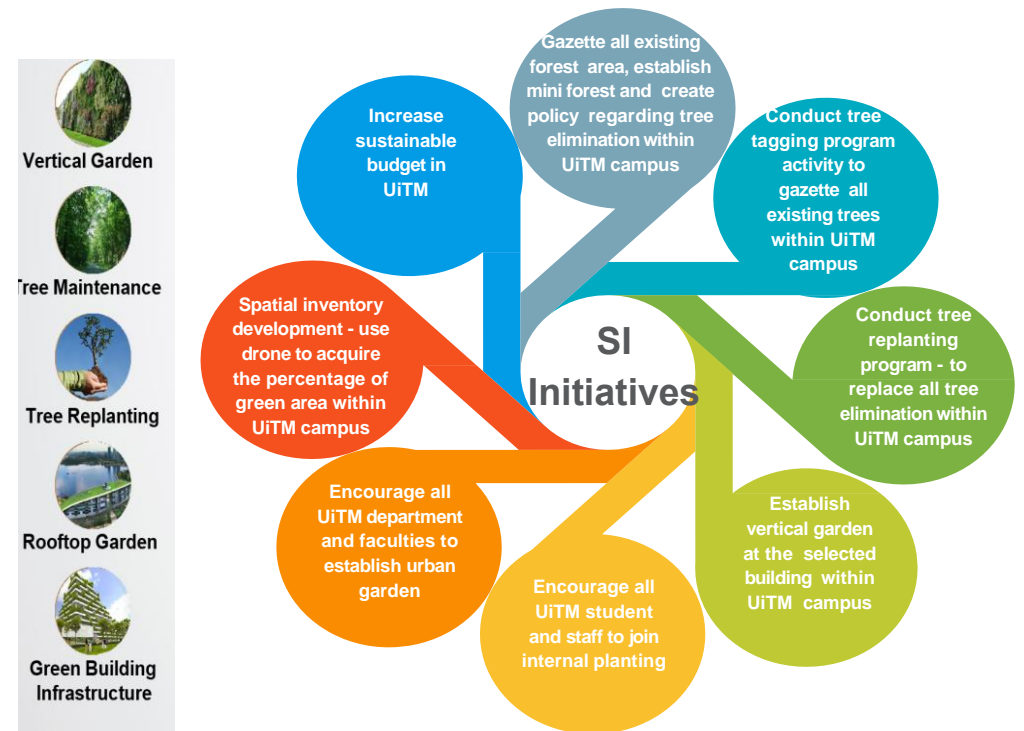 Vertical Garden
Tree Maintenance
Tree Replanting
Rooftop Garden
Green Building
Infrastructure
SI
Initiatives
Gazette all existing
forest area, establish
mini forest and create
policy regarding tree
elimination within
UiTM campus
Conduct tree
tagging program
activity to
gazette all
existing trees
within UiTM
campus
Conduct tree
replanting
program - to
replace all tree
elimination within
UiTM campus
Establish
vertical garden
at the selected
building within
UiTM campus
Encourage all
UiTM student
and staff to join
internal planting
Encourage all
UiTM department
and faculties to
establish urban
garden
Spatial inventory
development - use
drone to acquire
the percentage of
green area within
UiTM campus
Increase
sustainable
budget in
UiTM